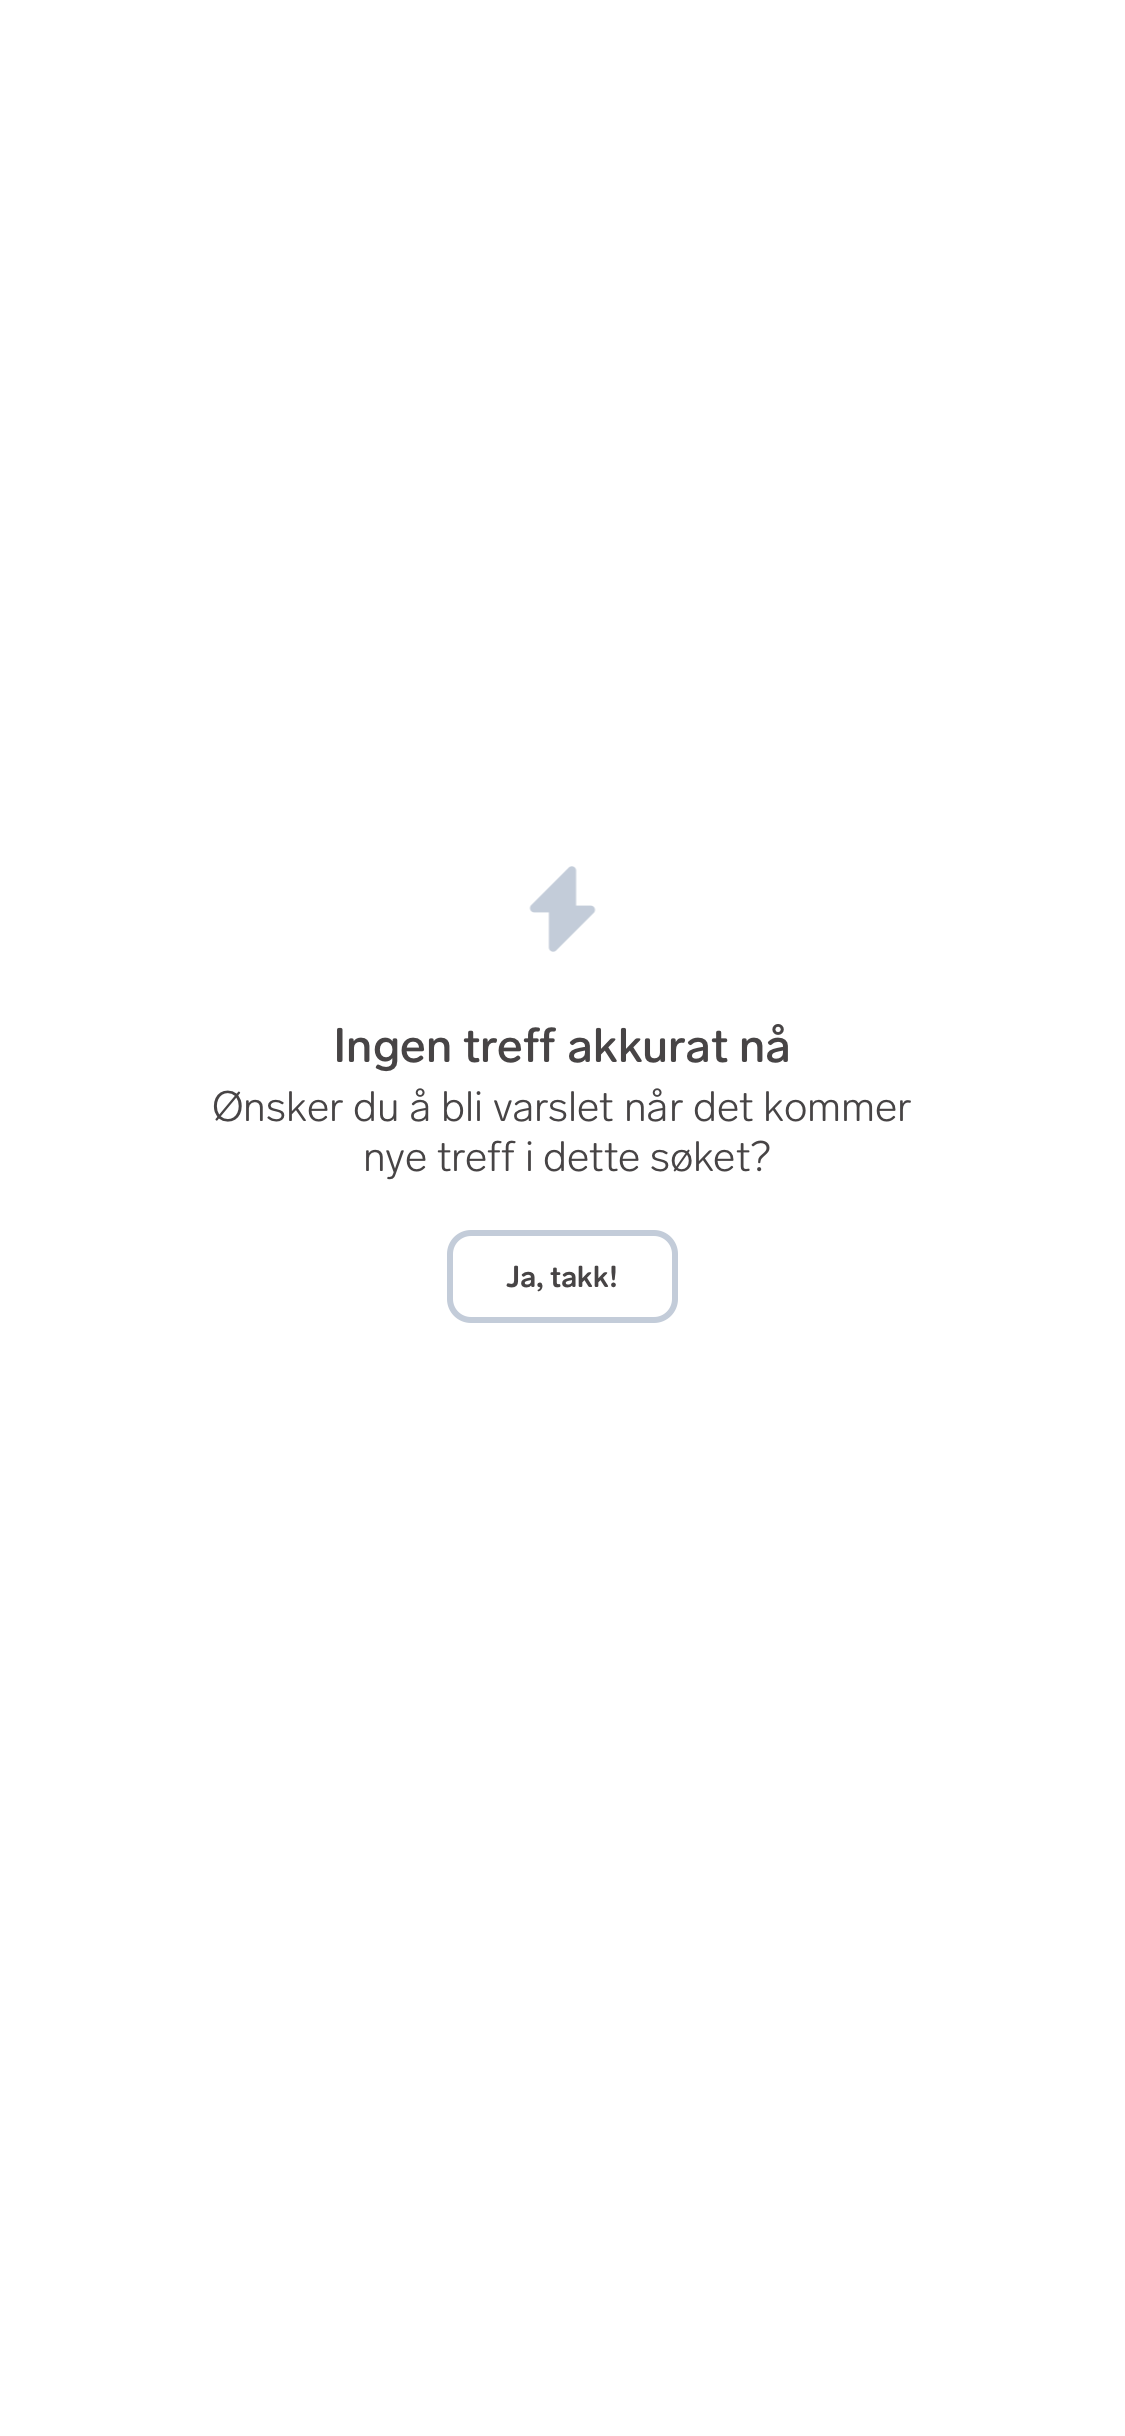 Ingen treff akkurat nå
Ønsker du å bli varslet når det kommer
nye treff i dette søket?
Ja, takk!